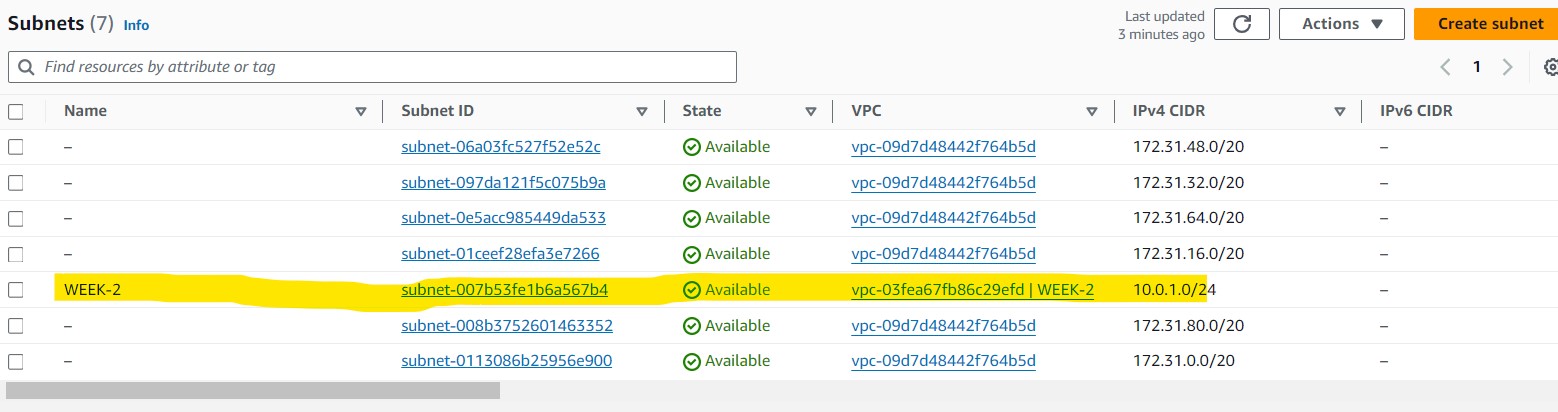 Subnets (7) Info
Last updated
3 minutes ago
Actions
Create subnet
Find resources by attribute or tag
1
Name Subnet ID State VPC IPv4 CIDR IPv6 CIDR
– subnet-06a03fc527f52e52c Available vpc-09d7d48442f764b5d 172.31.48.0/20 –
– subnet-097da121f5c075b9a Available vpc-09d7d48442f764b5d 172.31.32.0/20 –
– subnet-0e5acc985449da533 Available vpc-09d7d48442f764b5d 172.31.64.0/20 –
– subnet-01ceef28efa3e7266 Available vpc-09d7d48442f764b5d 172.31.16.0/20 –
WEEK-2 subnet-007b53fe1b6a567b4 Available vpc-03fea67fb86c29efd | WEEK-2 10.0.1.0/24 –
– subnet-008b3752601463352 Available vpc-09d7d48442f764b5d 172.31.80.0/20 –
– subnet-0113086b25956e900 Available vpc-09d7d48442f764b5d 172.31.0.0/20 –